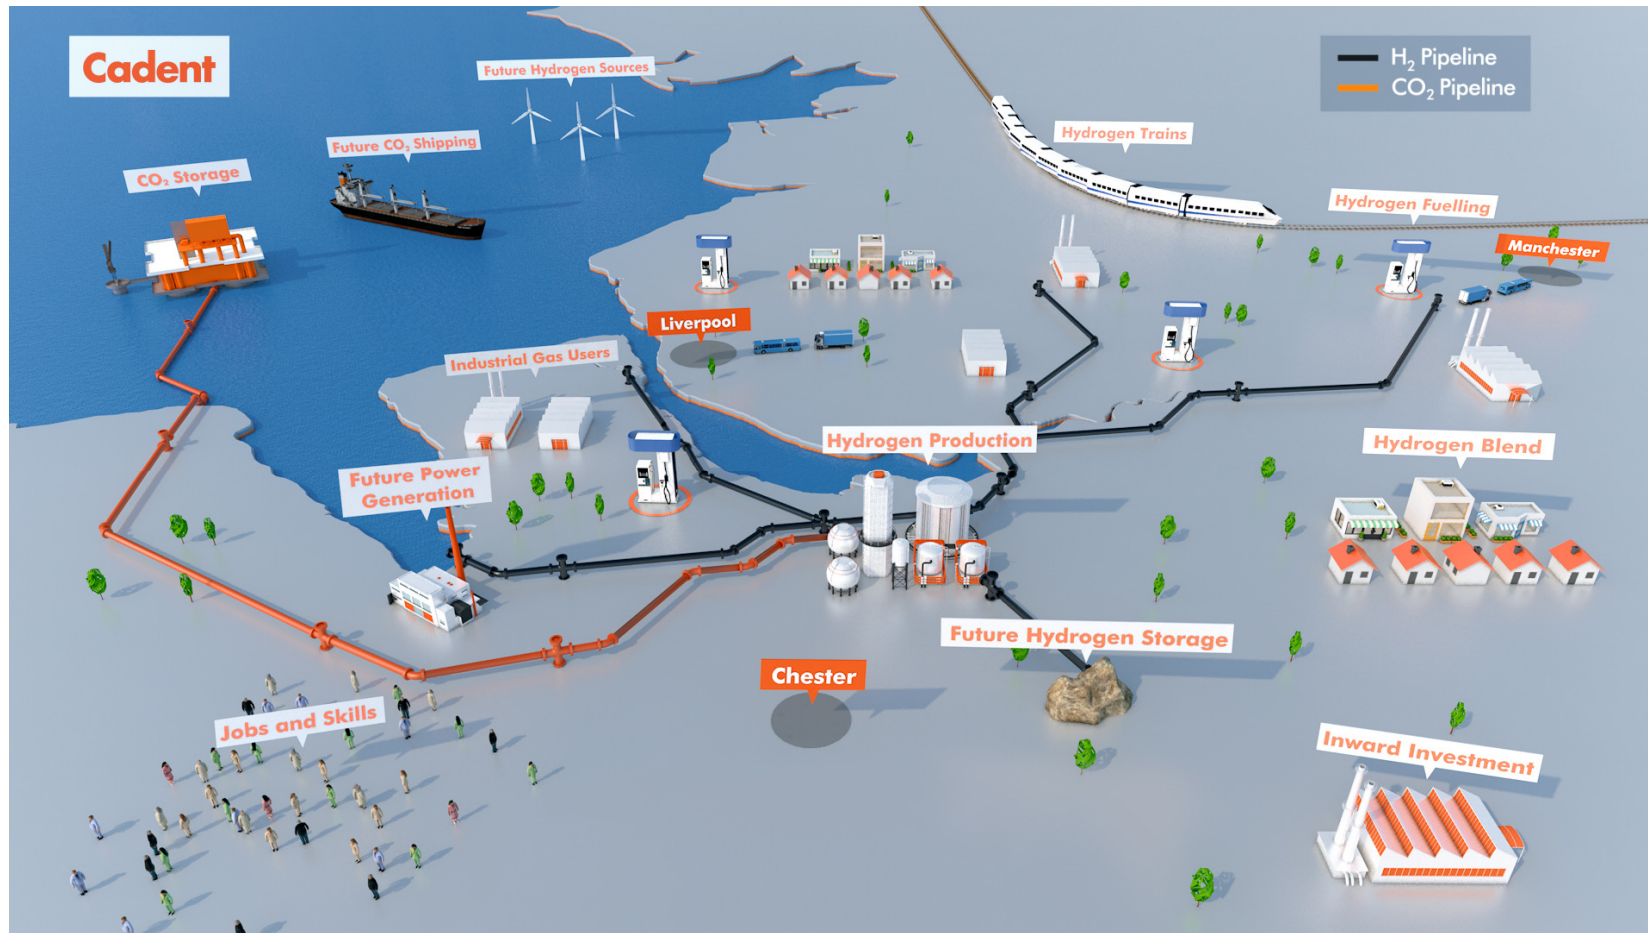 Cadent
Future Hydrogen Sources
H₂ Pipeline
CO₂ Pipeline
Future CO₂ Shipping
Hydrogen Trains
CO₂ Storage
Hydrogen Fuelling
Manchester
Liverpool
Industrial Gas Users
Hydrogen Production
Hydrogen Blend
Future Power
Generation
Future Hydrogen Storage
Chester
Jobs and Skills
Inward Investment